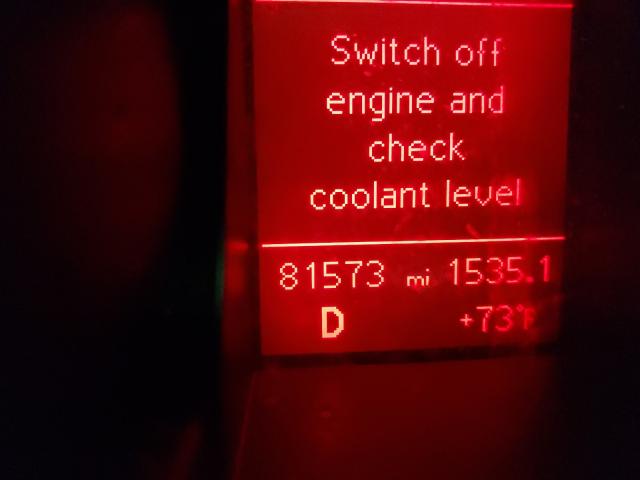 Switch off
engine and
check
coolant level
81573 mi 1535.1
D +73°F